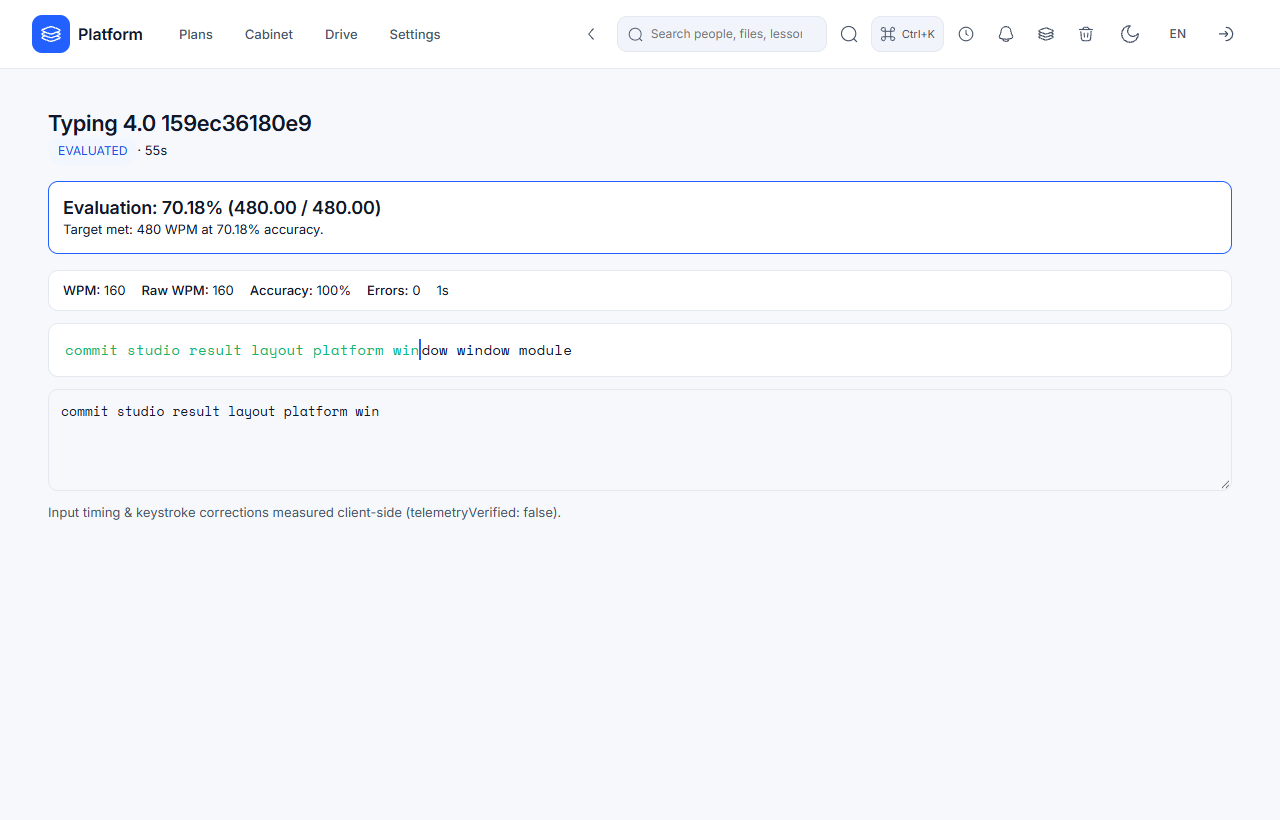 Platform Plans Cabinet Drive Settings Search people, files, lessor Ctrl+K EN
Typing 4.0 159ec36180e9
EVALUATED · 55s
Evaluation: 70.18% (480.00 / 480.00)
Target met: 480 WPM at 70.18% accuracy.
WPM: 160 Raw WPM: 160 Accuracy: 100% Errors: 0 1s
commit studio result layout platform window window module
commit studio result layout platform win
Input timing & keystroke corrections measured client-side (telemetryVerified: false).